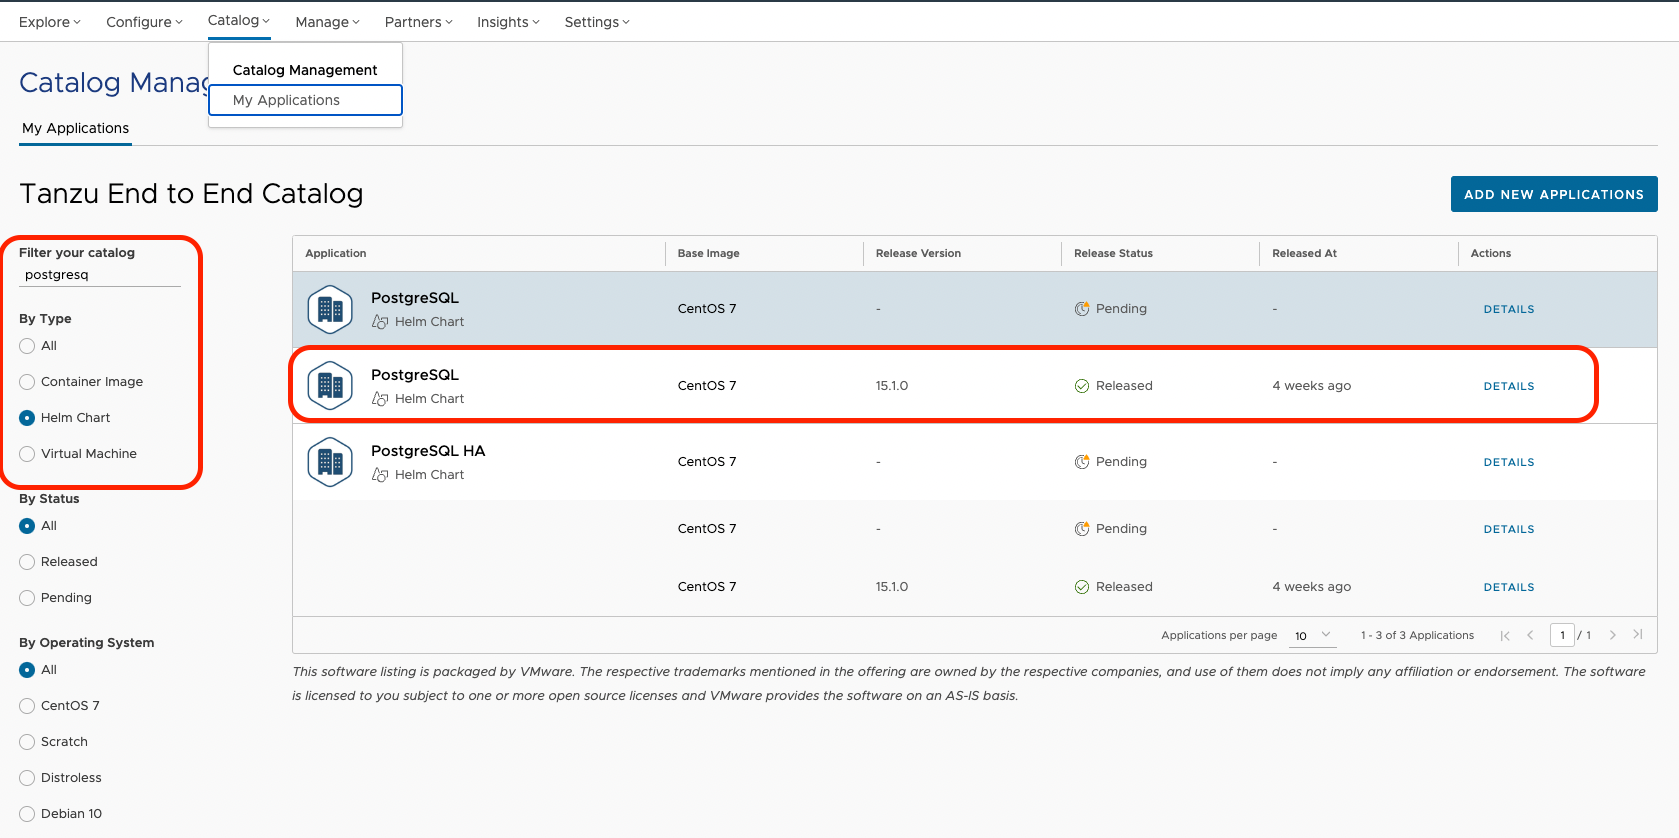 Explore Configure Catalog Manage Partners Insights Settings
Catalog Management
My Applications
Catalog Manag
My Applications
Tanzu End to End Catalog
ADD NEW APPLICATIONS
Filter your catalog
postgresq
By Type
All
Container Image
Helm Chart
Virtual Machine
By Status
All
Released
Pending
By Operating System
All
CentOS 7
Scratch
Distroless
Debian 10
Application Base Image Release Version Release Status Released At Actions
PostgreSQL
Helm Chart
CentOS 7 - Pending - DETAILS
PostgreSQL
Helm Chart
CentOS 7 15.1.0 Released 4 weeks ago DETAILS
PostgreSQL HA
Helm Chart
CentOS 7 - Pending - DETAILS
CentOS 7 - Pending - DETAILS
CentOS 7 15.1.0 Released 4 weeks ago DETAILS
Applications per page 10 1 - 3 of 3 Applications 1 / 1
This software listing is packaged by VMware. The respective trademarks mentioned in the offering are owned by the respective companies, and use of them does not imply any affiliation or endorsement. The software
is licensed to you subject to one or more open source licenses and VMware provides the software on an AS-IS basis.